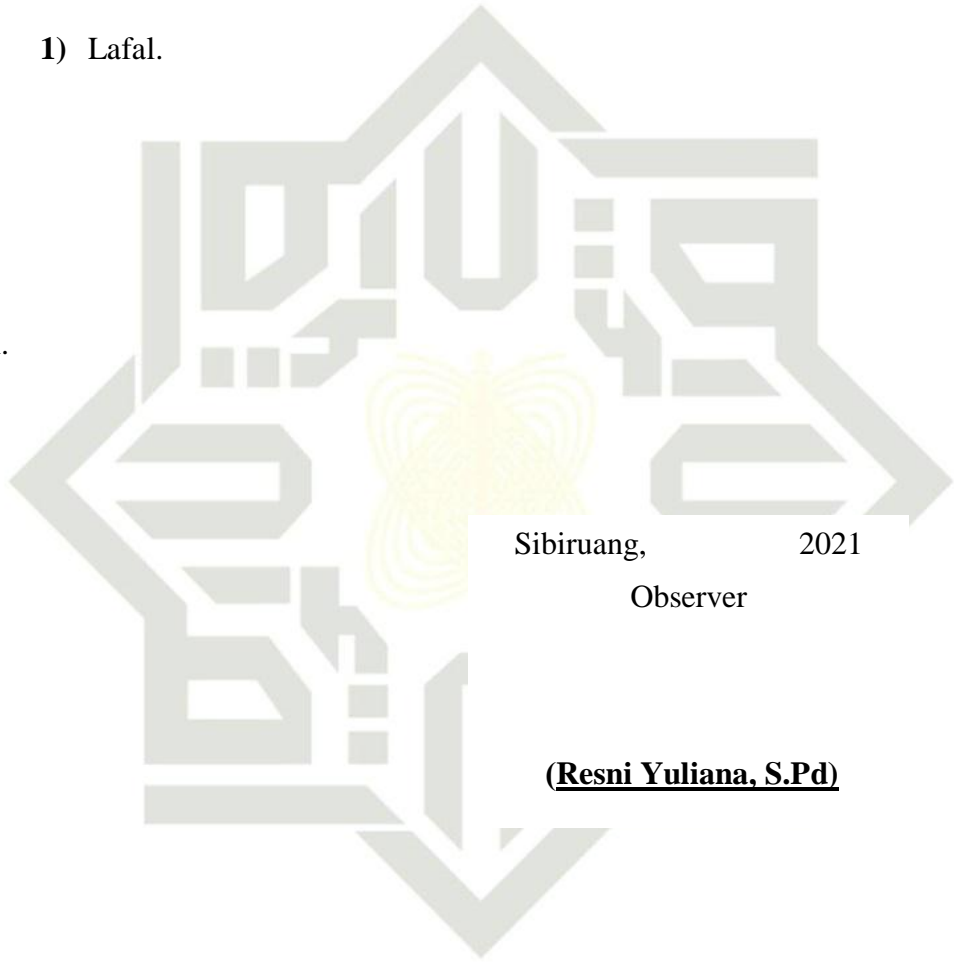 1) Lafal.
.
Sibiruang, 2021
Observer
(Resni Yuliana, S.Pd)